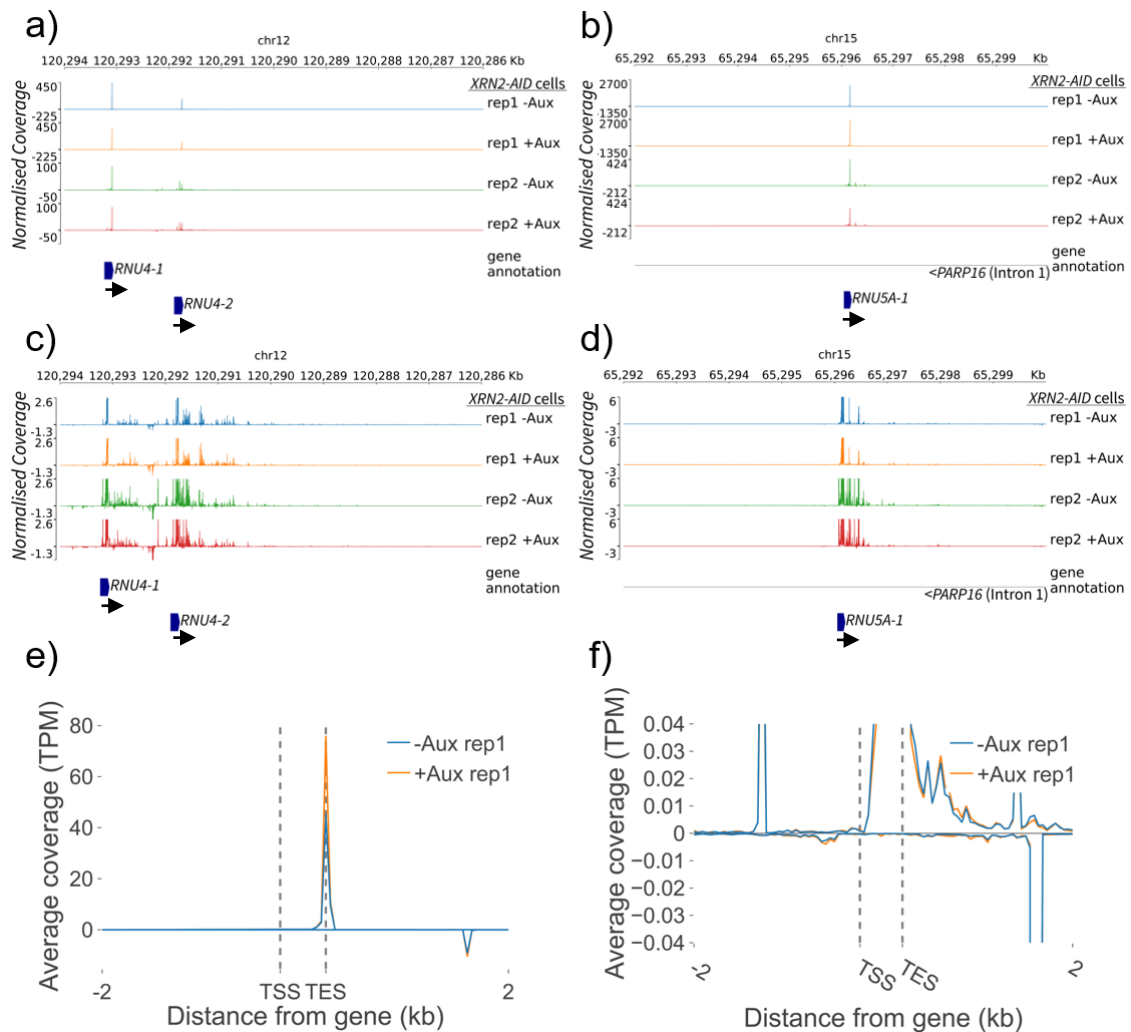 a)
chr12
120,294 120,293 120,292 120,291 120,290 120,289 120,288 120,287 120,286 Kb
Normalised Coverage
XRN2-AID cells
450
rep1 -Aux
-225
450
rep1 +Aux
-225
100
rep2 -Aux
-50
100
rep2 +Aux
-50
gene
annotation
RNU4-1
RNU4-2
b)
chr15
65,292 65,293 65,294 65,295 65,296 65,297 65,298 65,299 Kb
Normalised Coverage
XRN2-AID cells
2700
rep1 -Aux
-1350
2700
rep1 +Aux
-1350
424
rep2 -Aux
-212
424
rep2 +Aux
-212
gene
annotation
<PARP16 (Intron 1)
RNU5A-1
c)
chr12
120,294 120,293 120,292 120,291 120,290 120,289 120,288 120,287 120,286 Kb
Normalised Coverage
XRN2-AID cells
2.6
rep1 -Aux
-1.3
2.6
rep1 +Aux
-1.3
2.6
rep2 -Aux
-1.3
2.6
rep2 +Aux
-1.3
gene
annotation
RNU4-1
RNU4-2
d)
chr15
65,292 65,293 65,294 65,295 65,296 65,297 65,298 65,299 Kb
Normalised Coverage
XRN2-AID cells
6
rep1 -Aux
-3
6
rep1 +Aux
-3
6
rep2 -Aux
-3
6
rep2 +Aux
-3
gene
annotation
<PARP16 (Intron 1)
RNU5A-1
e)
Average coverage (TPM)
80
60
40
20
0
-Aux rep1
+Aux rep1
-2 TSS TES 2
Distance from gene (kb)
f)
Average coverage (TPM)
0.04
0.03
0.02
0.01
0
-0.01
-0.02
-0.03
-0.04
-Aux rep1
+Aux rep1
-2 TSS TES 2
Distance from gene (kb)